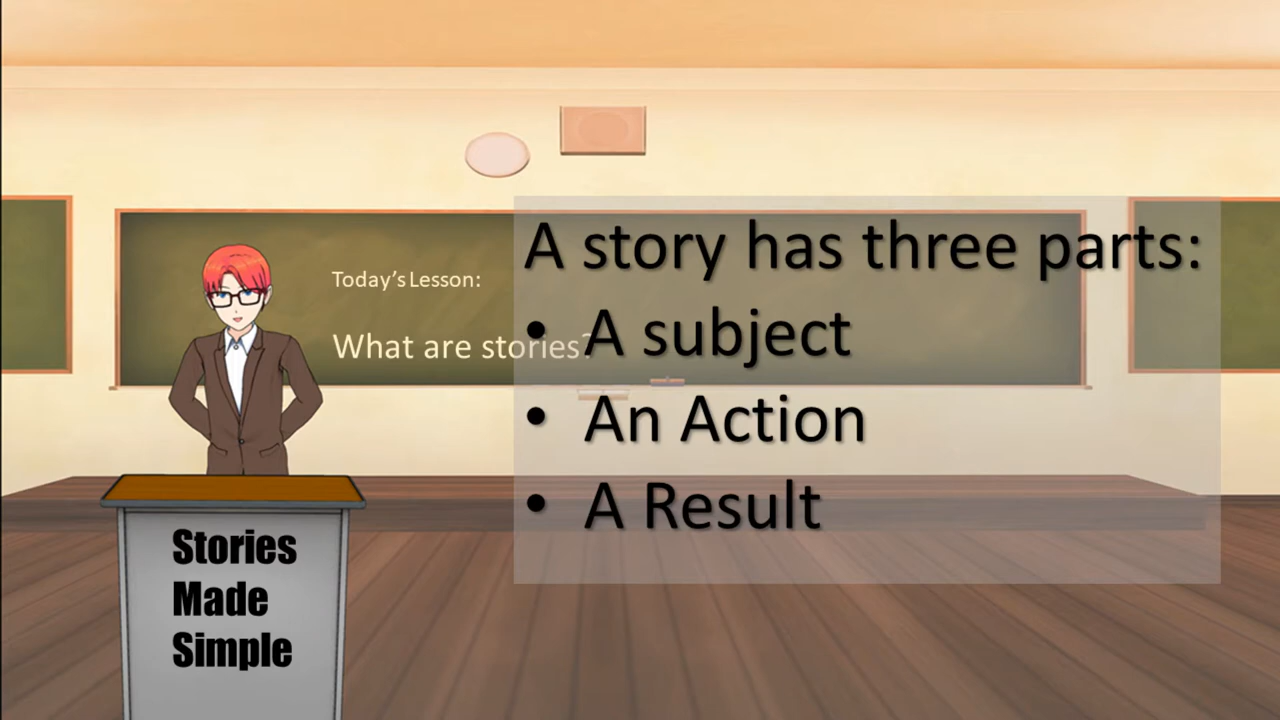 Today's Lesson:
What are stories?
A story has three parts:
• A subject
• An Action
• A Result
Stories
Made
Simple